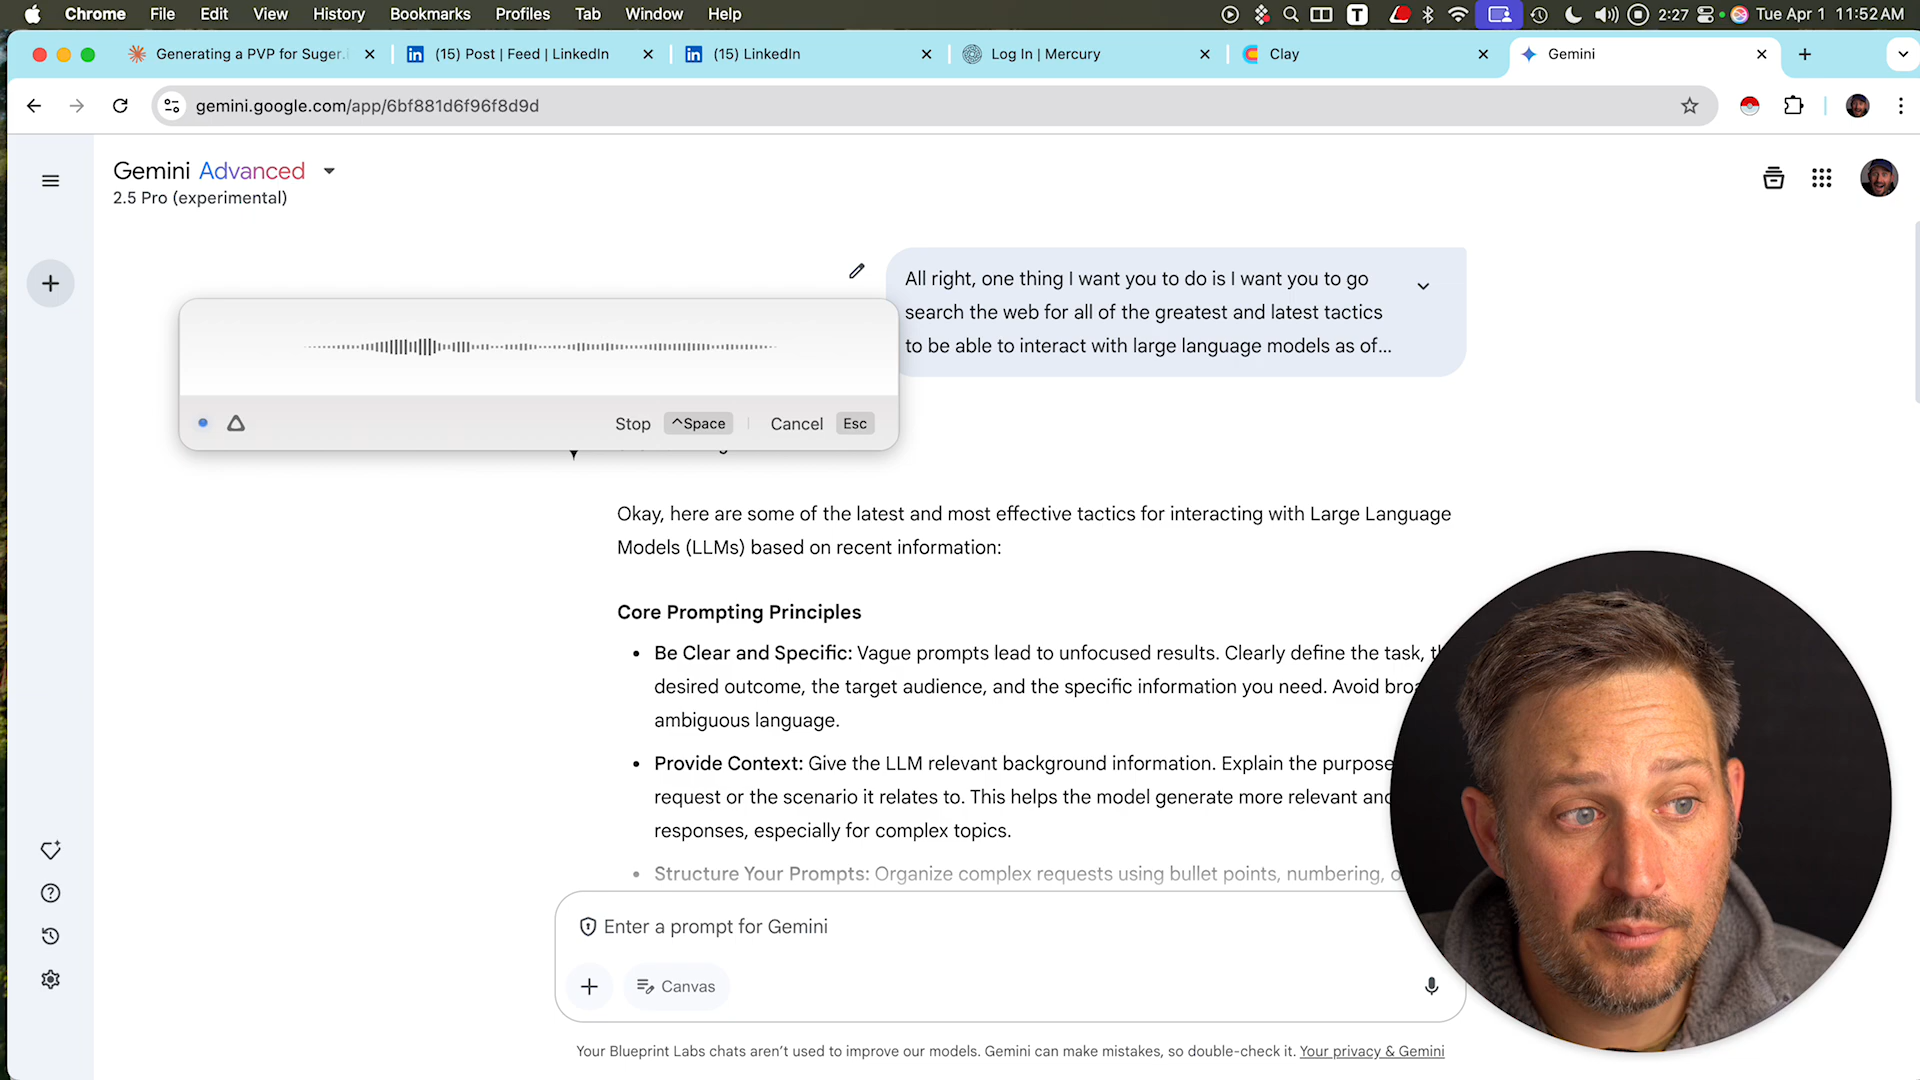 Chrome File Edit View History Bookmarks Profiles Tab Window Help 2:27 Tue Apr 1 11:52 AM
Generating a PVP for Suger. (15) Post | Feed | LinkedIn (15) LinkedIn Log In | Mercury Clay Gemini
gemini.google.com/app/6bf881d6f96f8d9d
Gemini Advanced
2.5 Pro (experimental)
All right, one thing I want you to do is I want you to go
search the web for all of the greatest and latest tactics
to be able to interact with large language models as of...
Stop ^Space Cancel Esc
Okay, here are some of the latest and most effective tactics for interacting with Large Language
Models (LLMs) based on recent information:
Core Prompting Principles
• Be Clear and Specific: Vague prompts lead to unfocused results. Clearly define the task,
desired outcome, the target audience, and the specific information you need. Avoid
ambiguous language.
• Provide Context: Give the LLM relevant background information. Explain the purpose
request or the scenario it relates to. This helps the model generate more relevant
responses, especially for complex topics.
• Structure Your Prompts: Organize complex requests using bullet points, numbering,
Enter a prompt for Gemini
Canvas
Your Blueprint Labs chats aren't used to improve our models. Gemini can make mistakes, so double-check it. Your privacy & Gemini